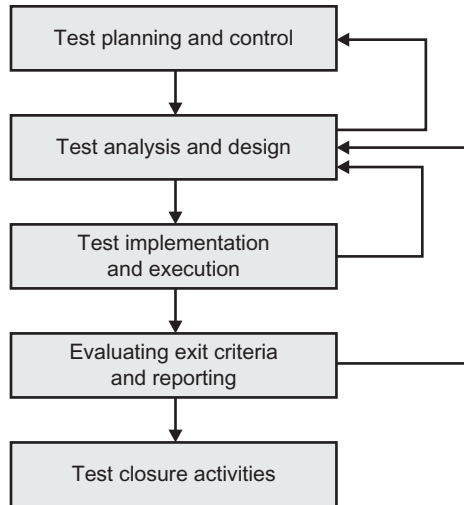 Test planning and control
Test analysis and design
Test implementation
and execution
Evaluating exit criteria
and reporting
Test closure activities